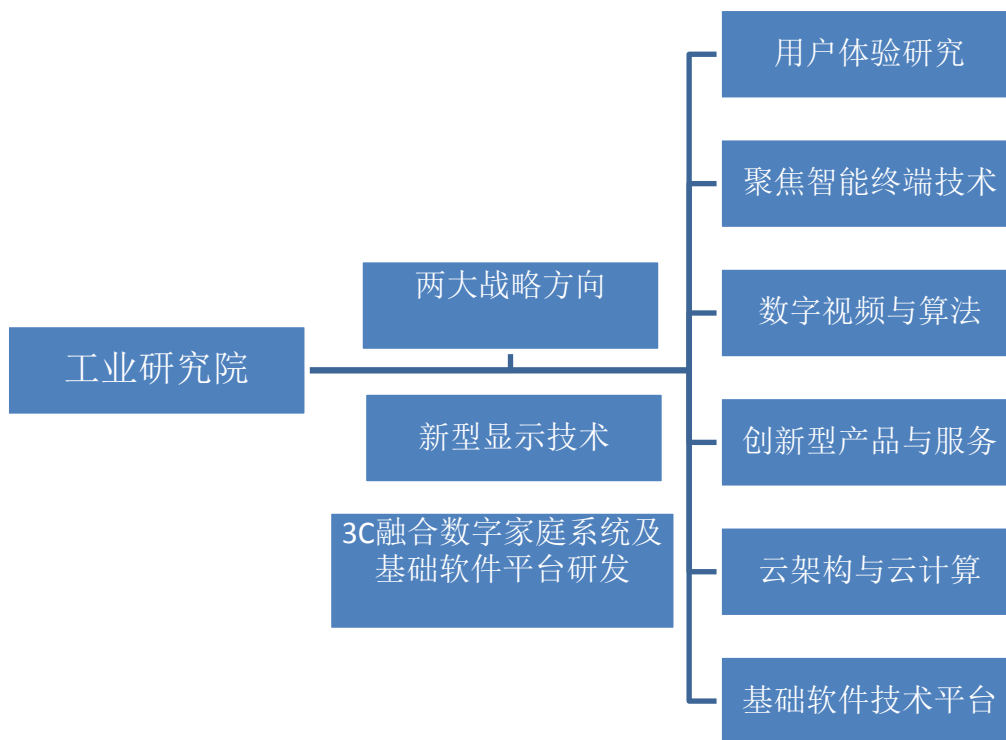 工业研究院
两大战略方向
新型显示技术
3C融合数字家庭系统及
基础软件平台研发
用户体验研究
聚焦智能终端技术
数字视频与算法
创新型产品与服务
云架构与云计算
基础软件技术平台